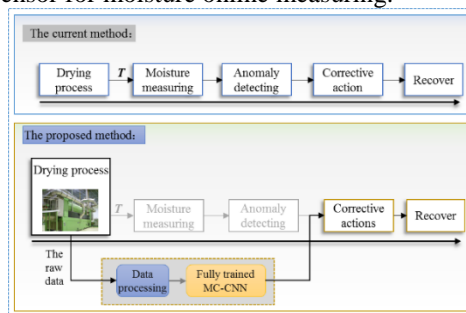 ensor for moisture online measuring.
The current method:
Drying process
T
Moisture measuring
Anomaly detecting
Corrective action
Recover
The proposed method:
Drying process
T
Moisture measuring
Anomaly detecting
Corrective actions
Recover
The raw data
Data processing
Fully trained MC-CNN